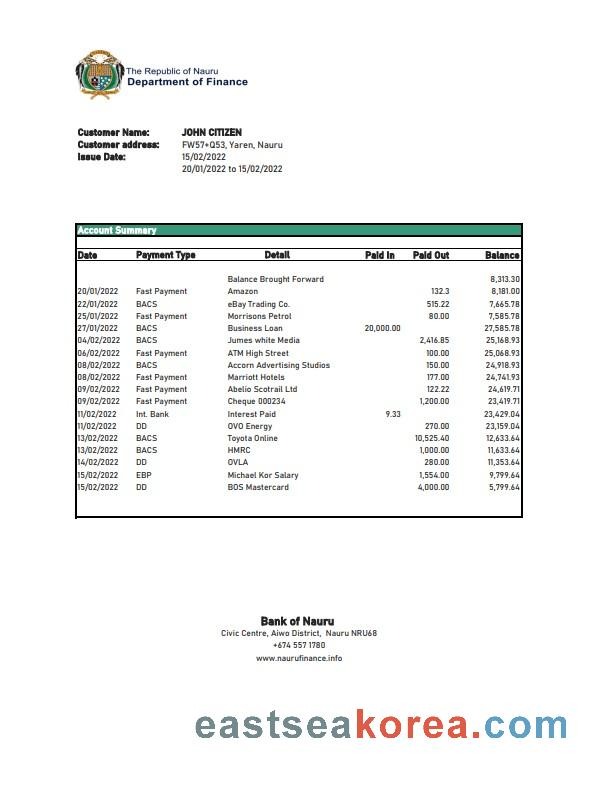 The Republic of Nauru
Department of Finance
Customer Name: JOHN CITIZEN
Customer address: FW57+Q53, Yaren, Nauru
Issue Date: 15/02/2022
20/01/2022 to 15/02/2022
Account Summary
Date Payment Type Detail Paid In Paid Out Balance
Balance Brought Forward 8,313.30
20/01/2022 Fast Payment Amazon 132.3 8,181.00
22/01/2022 BACS eBay Trading Co. 515.22 7,665.78
25/01/2022 Fast Payment Morrisons Petrol 80.00 7,585.78
27/01/2022 BACS Business Loan 20,000.00 27,585.78
04/02/2022 BACS Jumes white Media 2,416.85 25,168.93
06/02/2022 Fast Payment ATM High Street 100.00 25,068.93
08/02/2022 BACS Accorn Advertising Studios 150.00 24,918.93
08/02/2022 Fast Payment Marriott Hotels 177.00 24,741.93
09/02/2022 Fast Payment Abelio Scotrail Ltd 122.22 24,619.71
09/02/2022 Fast Payment Cheque 000234 1,200.00 23,419.71
11/02/2022 Int. Bank Interest Paid 9.33 23,429.04
11/02/2022 DD OVO Energy 270.00 23,159.04
13/02/2022 BACS Toyota Online 10,525.40 12,633.64
13/02/2022 BACS HMRC 1,000.00 11,633.64
14/02/2022 DD OVLA 280.00 11,353.64
15/02/2022 EBP Michael Kor Salary 1,554.00 9,799.64
15/02/2022 DD BOS Mastercard 4,000.00 5,799.64
Bank of Nauru
Civic Centre, Aiwo District, Nauru NRU68
+674 557 1780
www.naurufinance.info
eastseakorea.com